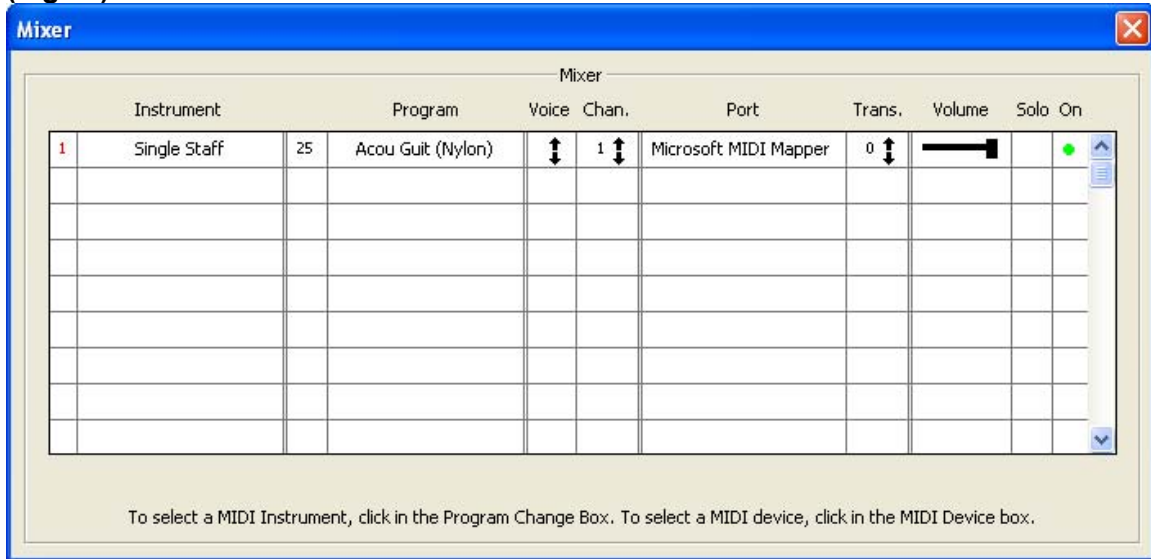 Mixer
Mixer
Instrument Program Voice Chan. Port Trans. Volume Solo On
1 Single Staff 25 Acou Guit (Nylon) 1 Microsoft MIDI Mapper 0
To select a MIDI Instrument, click in the Program Change Box. To select a MIDI device, click in the MIDI Device box.